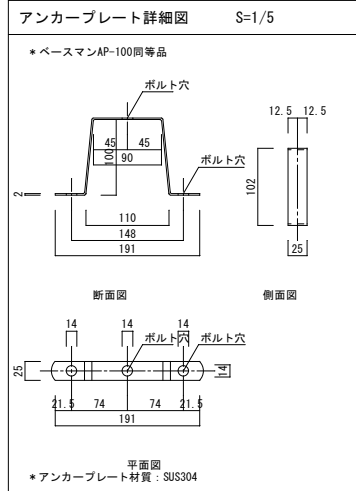 アンカープレート詳細図 S=1/5
* ベースマンAP-100同等品
ボルト穴
12.5 12.5
45 45
100
90
ボルト穴
102
2
110
148
191
25
断面図 側面図
14 14 14
ボルト穴 ボルト穴
25
14
21.5 74 74 21.5
191
平面図
* アンカープレート材質：SUS304